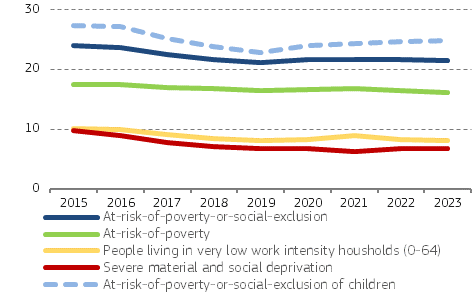 30
20
10
0
2015 2016 2017 2018 2019 2020 2021 2022 2023
At-risk-of-poverty-or-social-exclusion
At-risk-of-poverty
People living in very low work intensity housholds (0-64)
Severe material and social deprivation
At-risk-of-poverty-or-social-exclusion of children